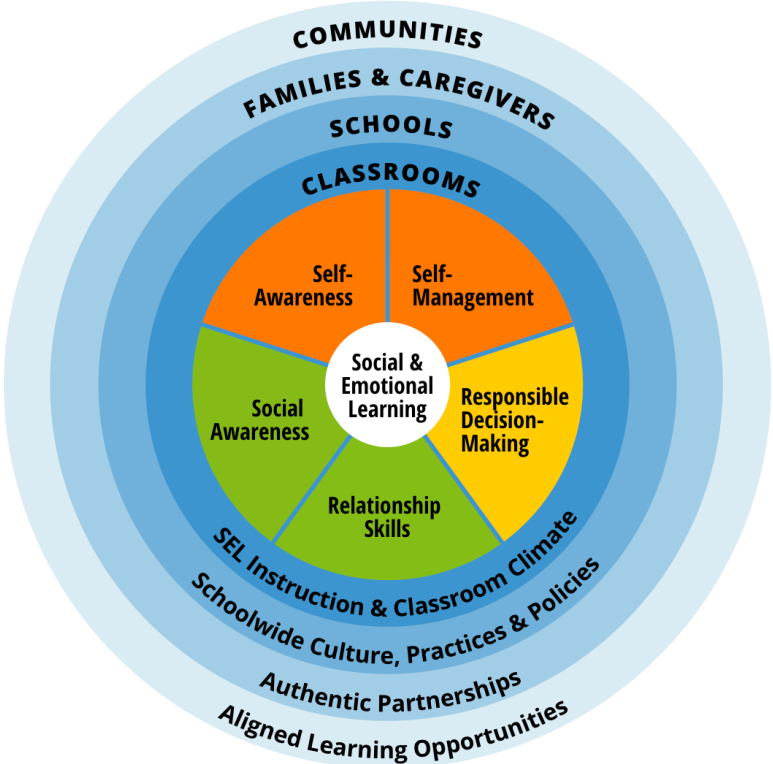 COMMUNITIES
FAMILIES & CAREGIVERS
SCHOOLS
CLASSROOMS
Self-
Awareness
Self-
Management
Social &
Emotional
Learning
Social
Awareness
Responsible
Decision-
Making
Relationship
Skills
SEL Instruction & Classroom Climate
Schoolwide Culture, Practices & Policies
Authentic Partnerships
Aligned Learning Opportunities